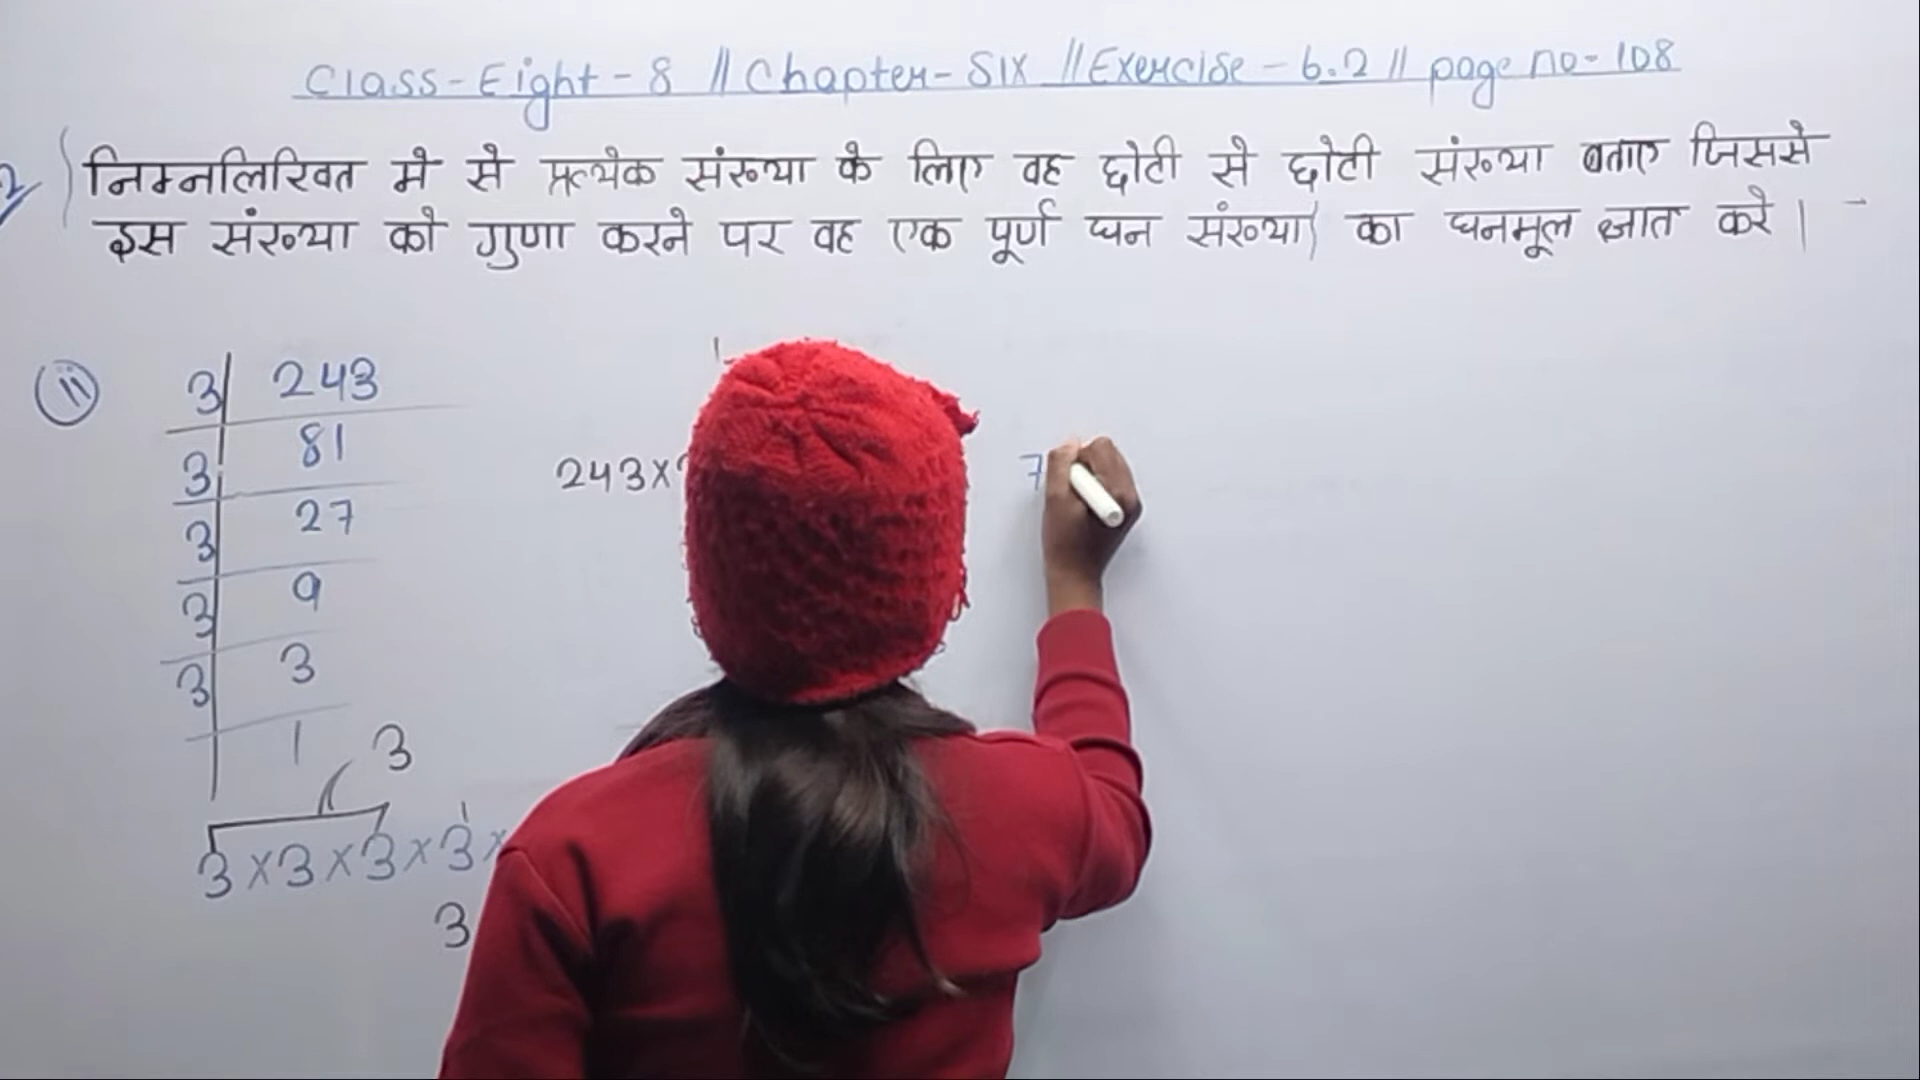 Class-Eight-8 || Chapter-Six || Exercise-6.2 || page no-108
2) निम्नलिखित मे से प्रत्येक संख्या के लिए वह छोटी से छोटी संख्या बताए जिससे
इस संख्या को गुणा करने पर वह एक पूर्ण घन संख्या) का घनमूल ज्ञात करे।
ii
3 243
3 81
3 27
3 9
3 3
1
3
3×3×3×3×
3
243×
7